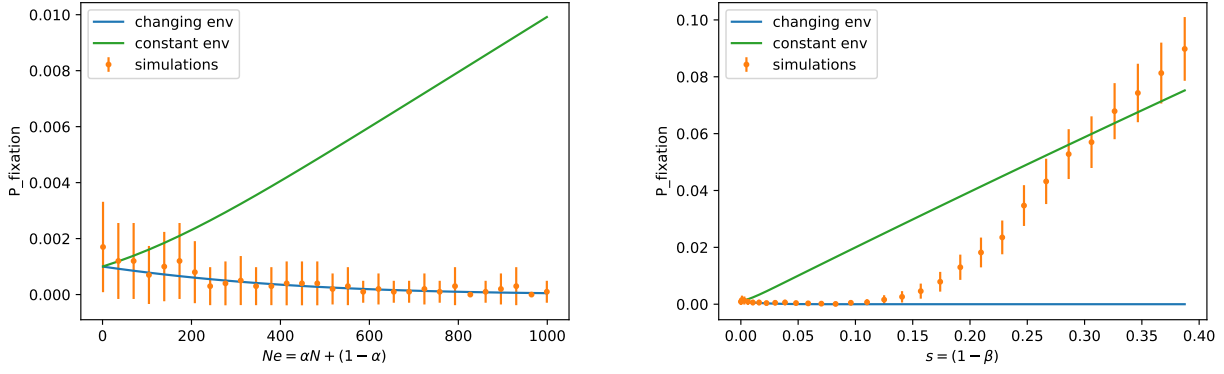 changing env
constant env
simulations
P_fixation
0.010
0.008
0.006
0.004
0.002
0.000
0
200
400
600
800
1000
Ne = αN + (1 − α)
changing env
constant env
simulations
P_fixation
0.10
0.08
0.06
0.04
0.02
0.00
0.00
0.05
0.10
0.15
0.20
0.25
0.30
0.35
0.40
s = (1 − β)